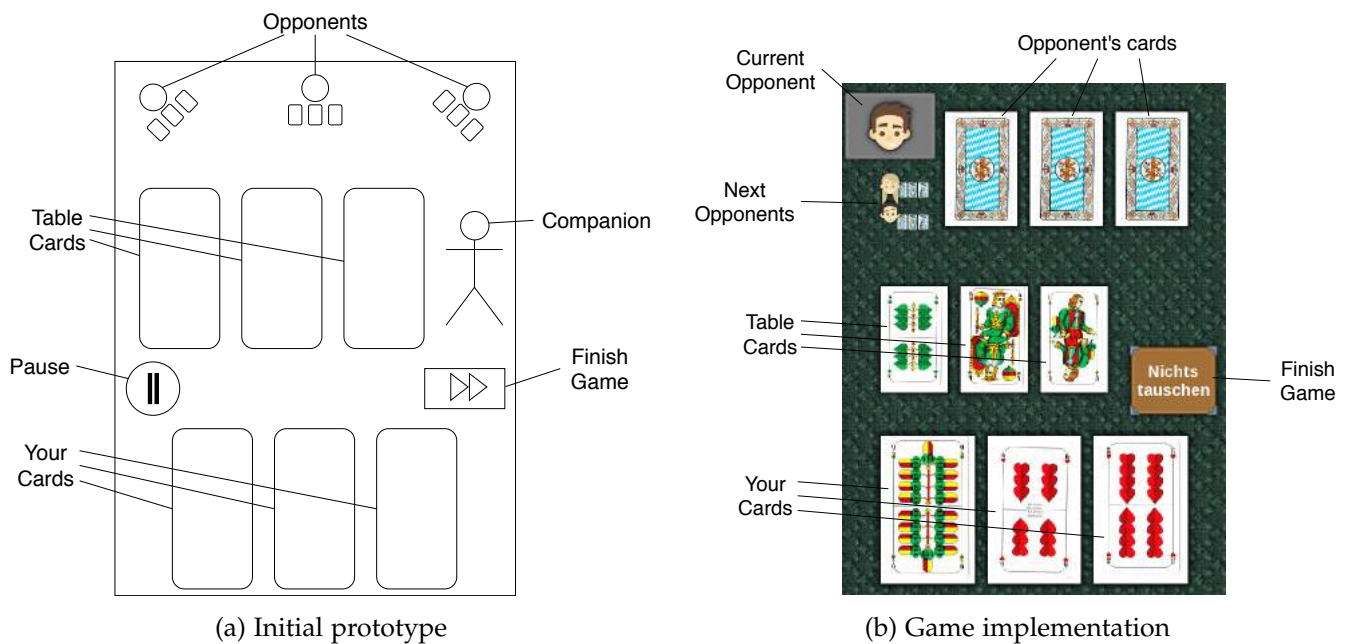 Opponents
Table
Cards
Companion
Pause
Finish
Game
Your
Cards
(a) Initial prototype
Opponent's cards
Current
Opponent
Next
Opponents
Table
Cards
Nichts
tauschen
Finish
Game
Your
Cards
(b) Game implementation